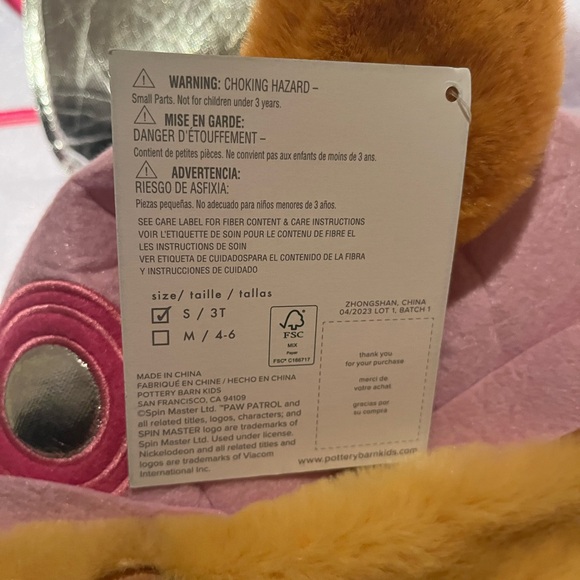 WARNING: CHOKING HAZARD –
Small Parts. Not for children under 3 years.
MISE EN GARDE:
DANGER D'ÉTOUFFEMENT –
Contient de petites pièces. Ne convient pas aux enfants de moins de 3 ans.
ADVERTENCIA:
RIESGO DE ASFIXIA:
Piezas pequeñas. No adecuado para niños menores de 3 años.
SEE CARE LABEL FOR FIBER CONTENT & CARE INSTRUCTIONS
VOIR L'ETIQUETTE DE SOIN POUR LE CONTENU DE FIBRE EL
LES INSTRUCTIONS DE SOIN
VER ETIQUETA DE CUIDADOSPARA EL CONTENIDO DE LA FIBRA
Y INSTRUCCIONES DE CUIDADO
size/ taille / tallas
S / 3T
M / 4-6
FSC
MIX
Paper
FSC® C166717
ZHONGSHAN, CHINA
04/2023 LOT 1, BATCH 1
thank you
for your purchase
merci de
votre achat
gracias por
su compra
MADE IN CHINA
FABRIQUÉ EN CHINE / HECHO EN CHINA
POTTERY BARN KIDS
SAN FRANCISCO, CA 94109
©Spin Master Ltd. "PAW PATROL and
all related titles, logos, characters; and
SPIN MASTER logo are trademarks of
Spin Master Ltd. Used under license.
Nickelodeon and all related titles and
logos are trademarks of Viacom
International Inc.
www.potterybarnkids.com